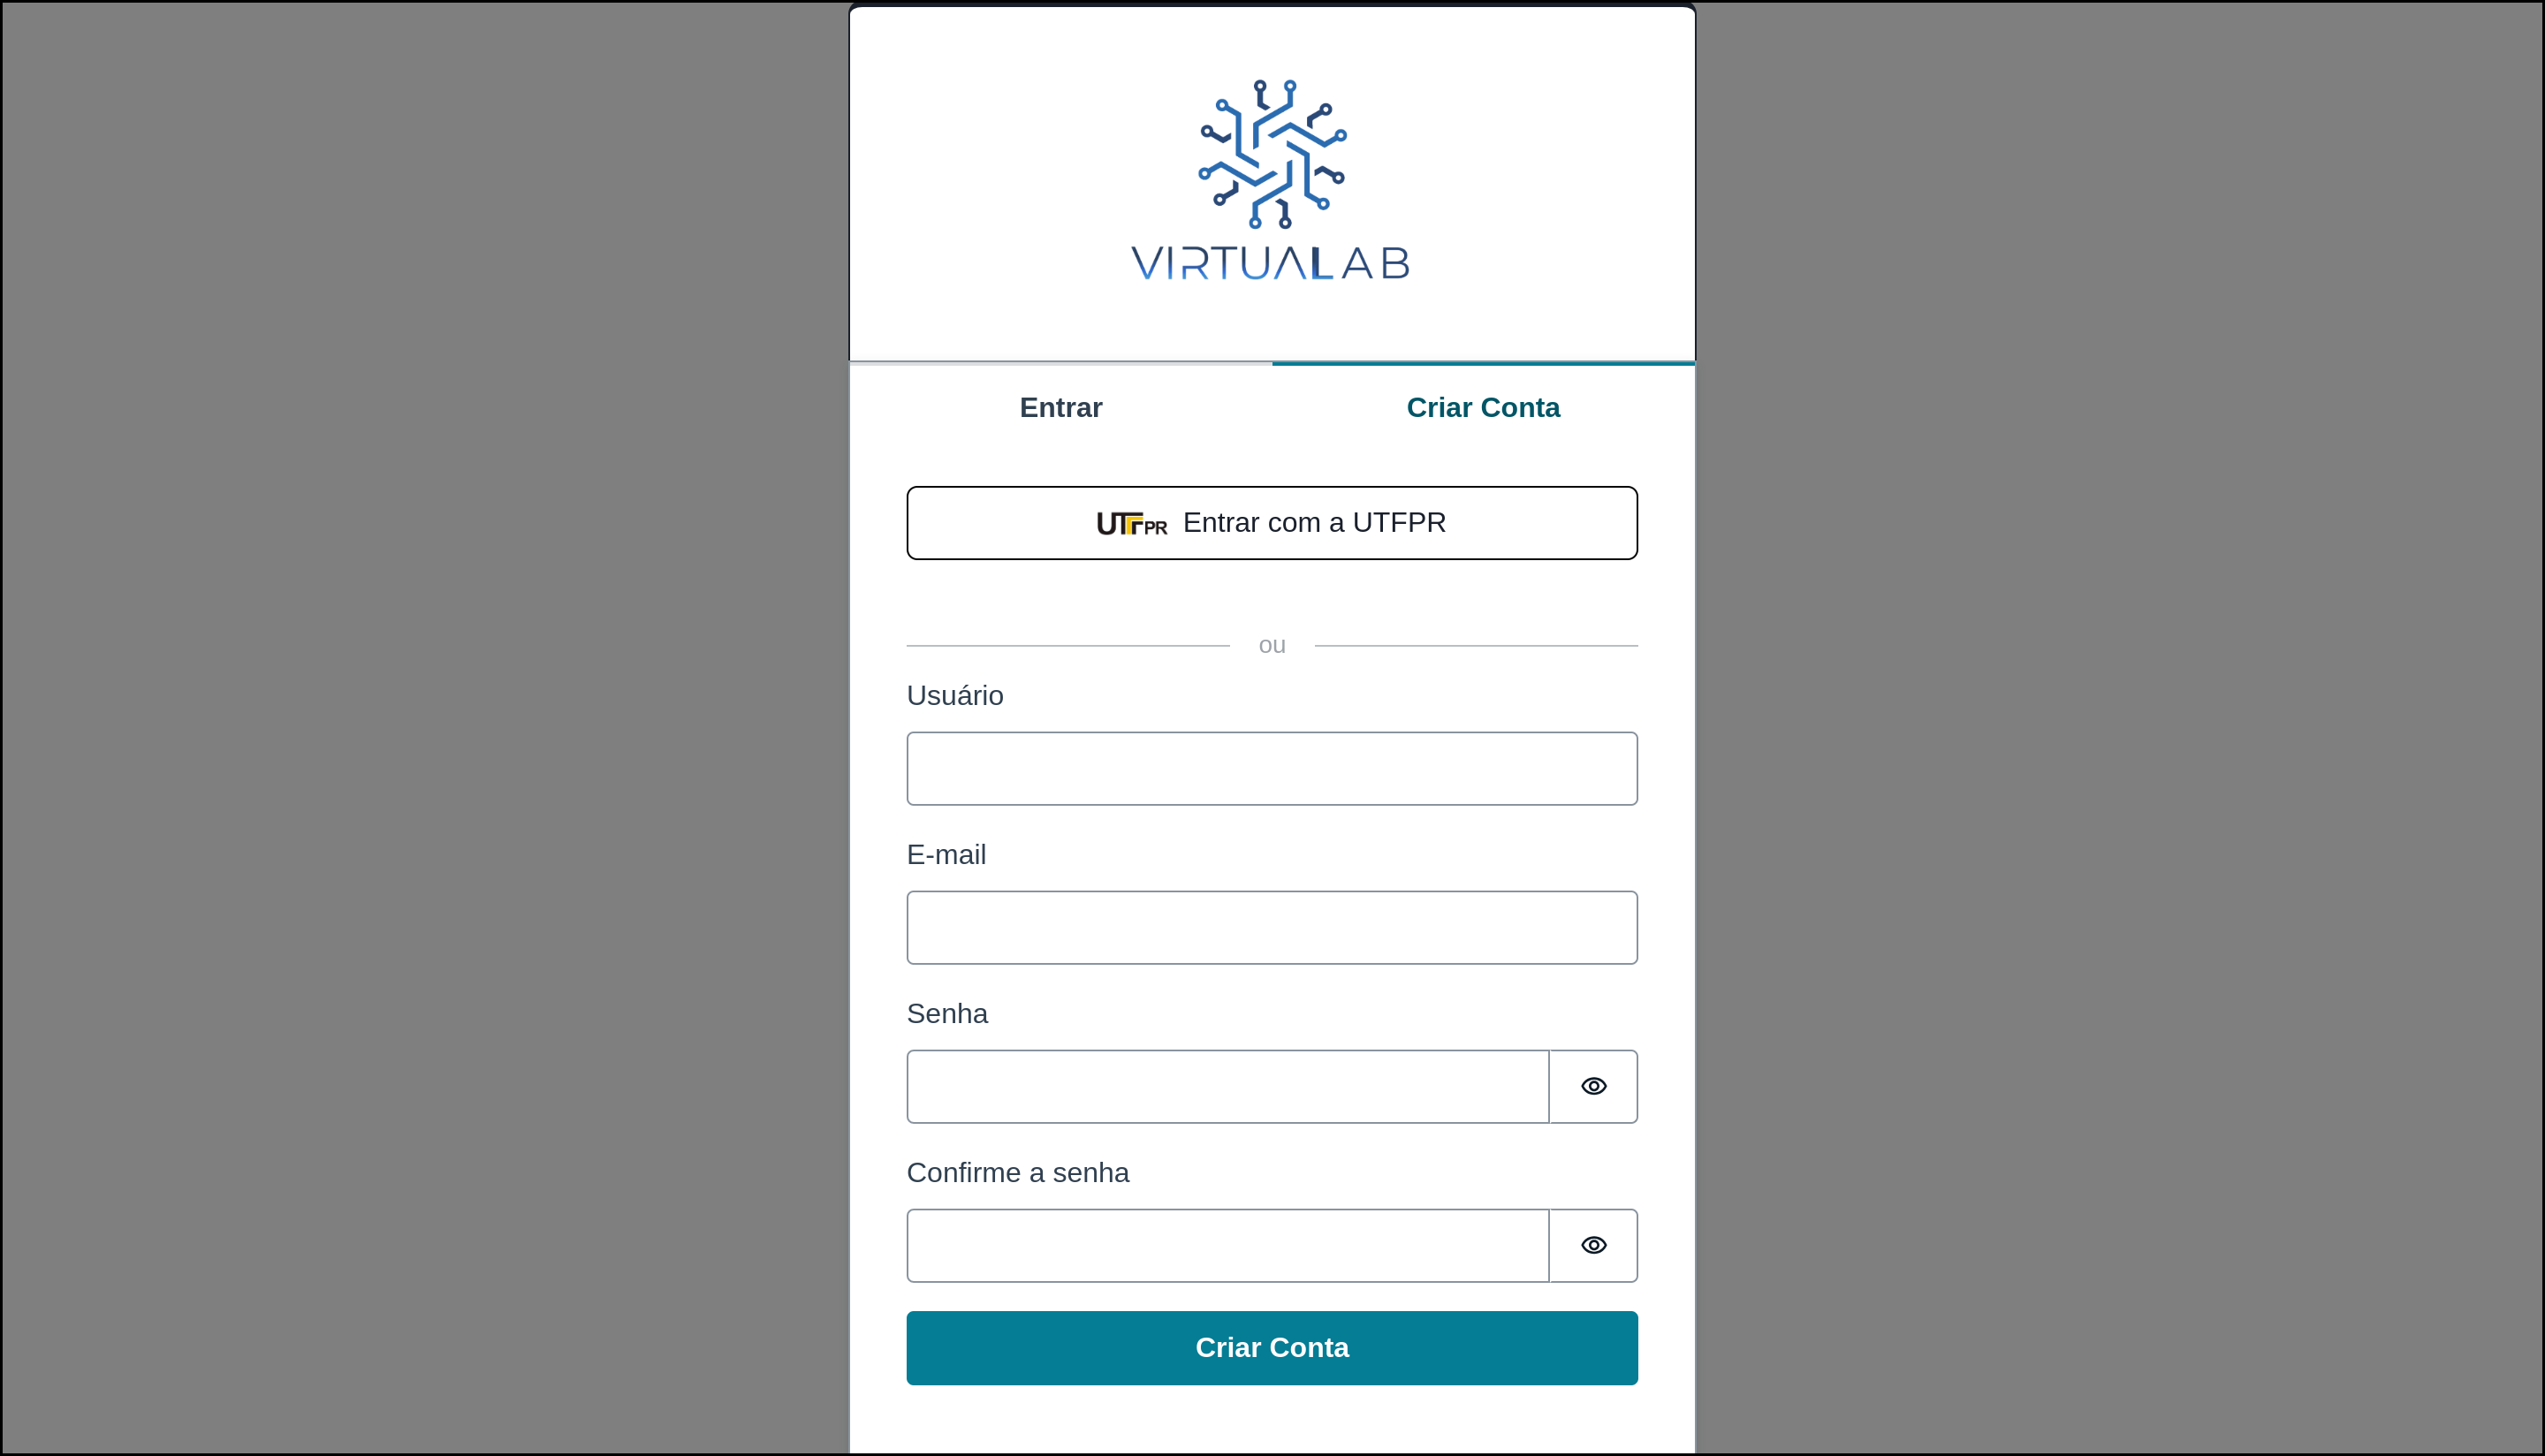 VIRTUALAB
Entrar
Criar Conta
UTFPR Entrar com a UTFPR
ou
Usuário
E-mail
Senha
Confirme a senha
Criar Conta